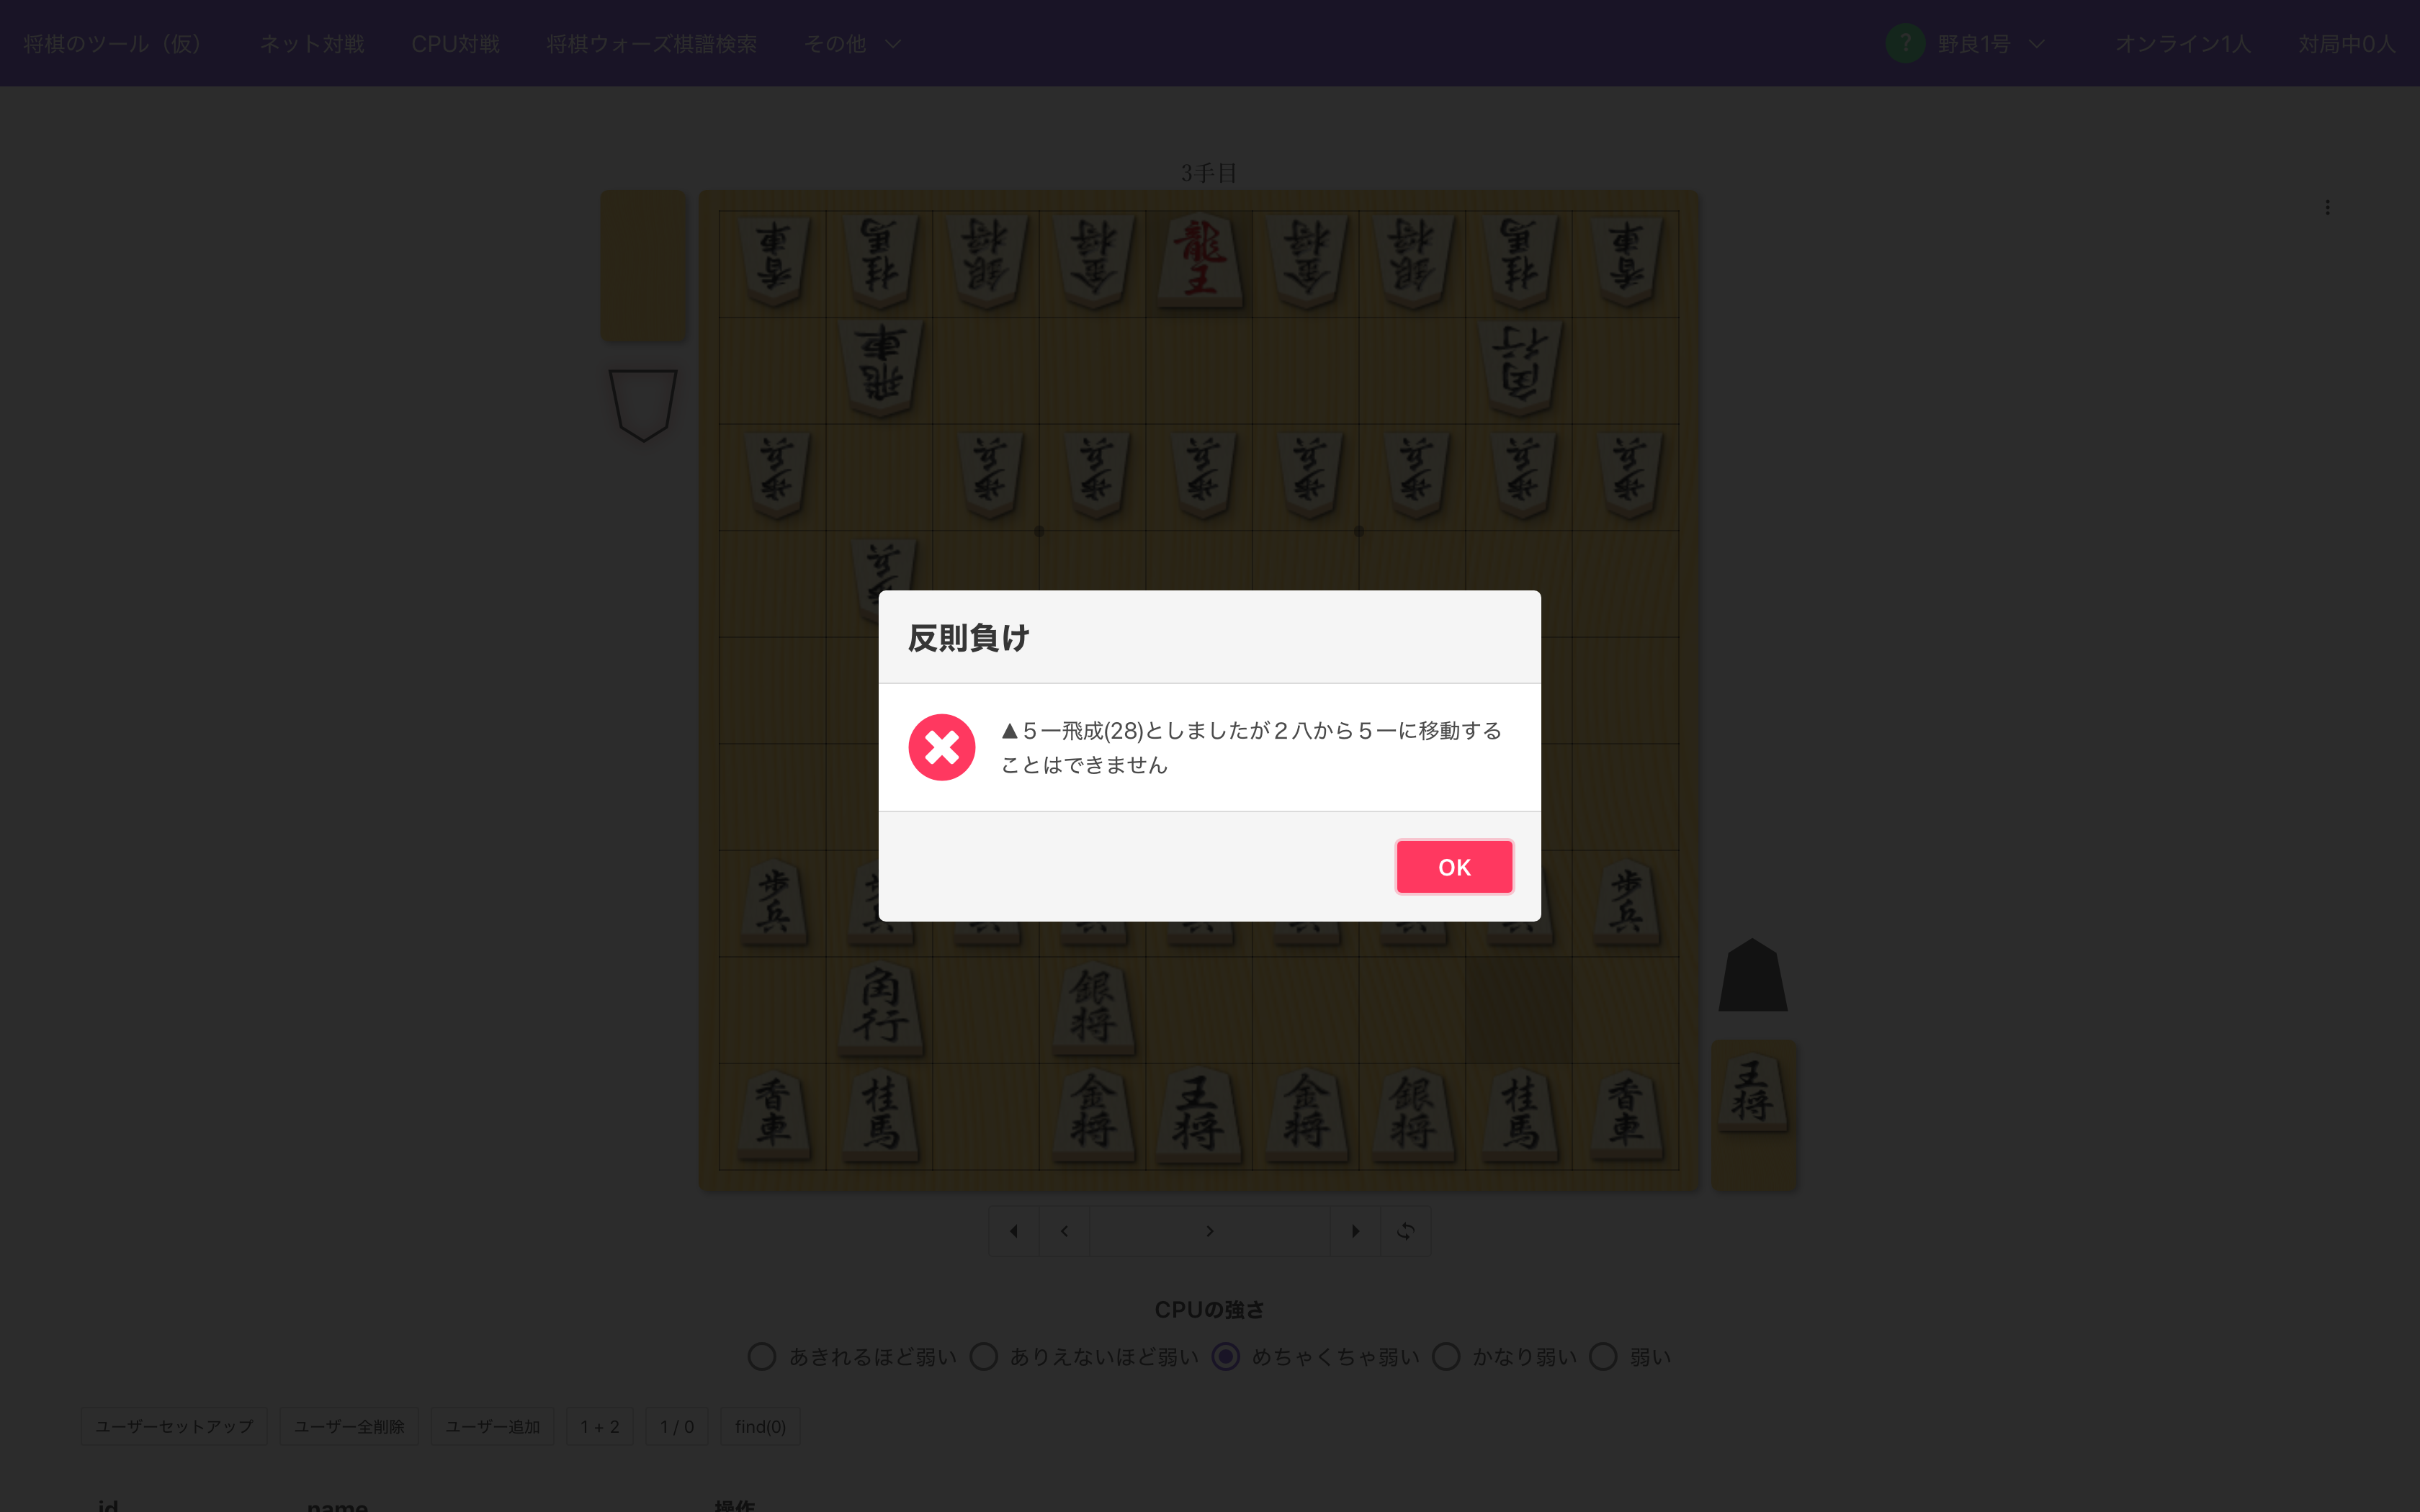 将棋のツール（仮） ネット対戦 CPU対戦 将棋ウォーズ棋譜検索 その他 ? 野良1号 オンライン1人 対局中0人
3手目
香車 桂馬 銀将 金将 龍王 金将 銀将 桂馬 香車
飛車 角行
歩兵 歩兵 歩兵 歩兵 歩兵 歩兵 歩兵 歩兵
反則負け
▲５一飛成(28)としましたが２八から５一に移動する
ことはできません
OK
歩兵 歩兵
角行 銀将
香車 桂馬 金将 王将 金将 銀将 桂馬 香車
王将
CPUの強さ
あきれるほど弱い ありえないほど弱い めちゃくちゃ弱い かなり弱い 弱い
ユーザーセットアップ ユーザー全削除 ユーザー追加 1 + 2 1 / 0 find(0)
id name 操作